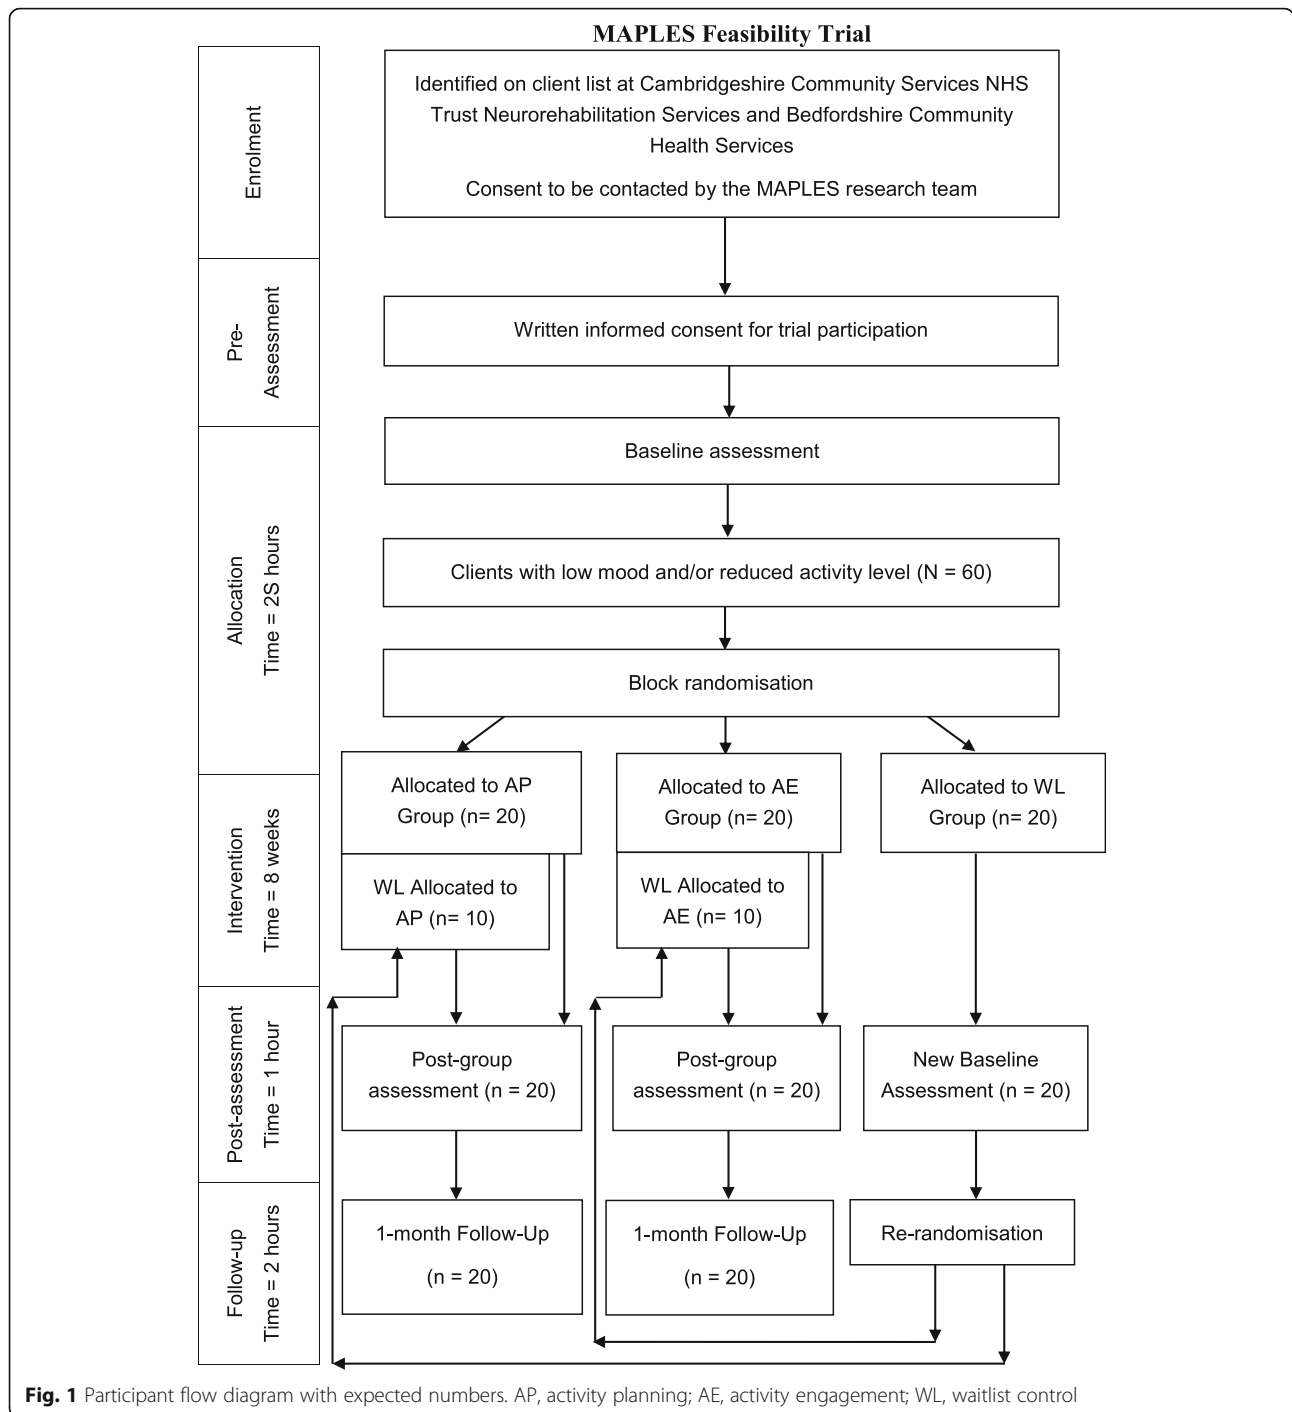 MAPLES Feasibility Trial
Enrolment
Identified on client list at Cambridgeshire Community Services NHS
Trust Neurorehabilitation Services and Bedfordshire Community
Health Services
Consent to be contacted by the MAPLES research team
Pre-
Assessment
Written informed consent for trial participation
Allocation
Time = 2S hours
Baseline assessment
Clients with low mood and/or reduced activity level (N = 60)
Block randomisation
Intervention
Time = 8 weeks
Allocated to AP
Group (n= 20)
Allocated to AE
Group (n= 20)
Allocated to WL
Group (n= 20)
WL Allocated to
AP (n= 10)
WL Allocated to
AE (n= 10)
Post-assessment
Time = 1 hour
Post-group
assessment (n = 20)
Post-group
assessment (n = 20)
New Baseline
Assessment (n = 20)
Follow-up
Time = 2 hours
1-month Follow-Up
(n = 20)
1-month Follow-Up
(n = 20)
Re-randomisation
Fig. 1 Participant flow diagram with expected numbers. AP, activity planning; AE, activity engagement; WL, waitlist control